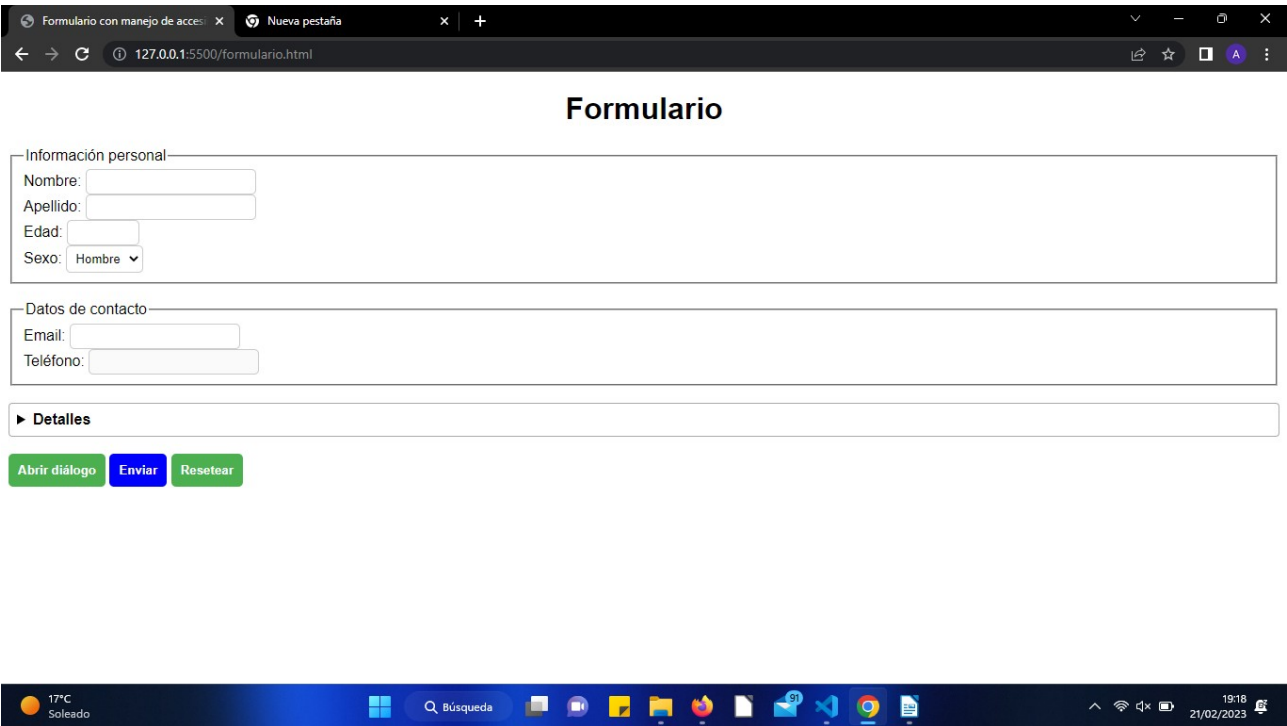 Formulario con manejo de accesi
Nueva pestaña
127.0.0.1:5500/formulario.html
A
Formulario
Información personal
Nombre:
Apellido:
Edad:
Sexo: Hombre
Datos de contacto
Email:
Teléfono:
Detalles
Abrir diálogo Enviar Resetear
17°C
Soleado
Búsqueda
91
19:18
21/02/2023